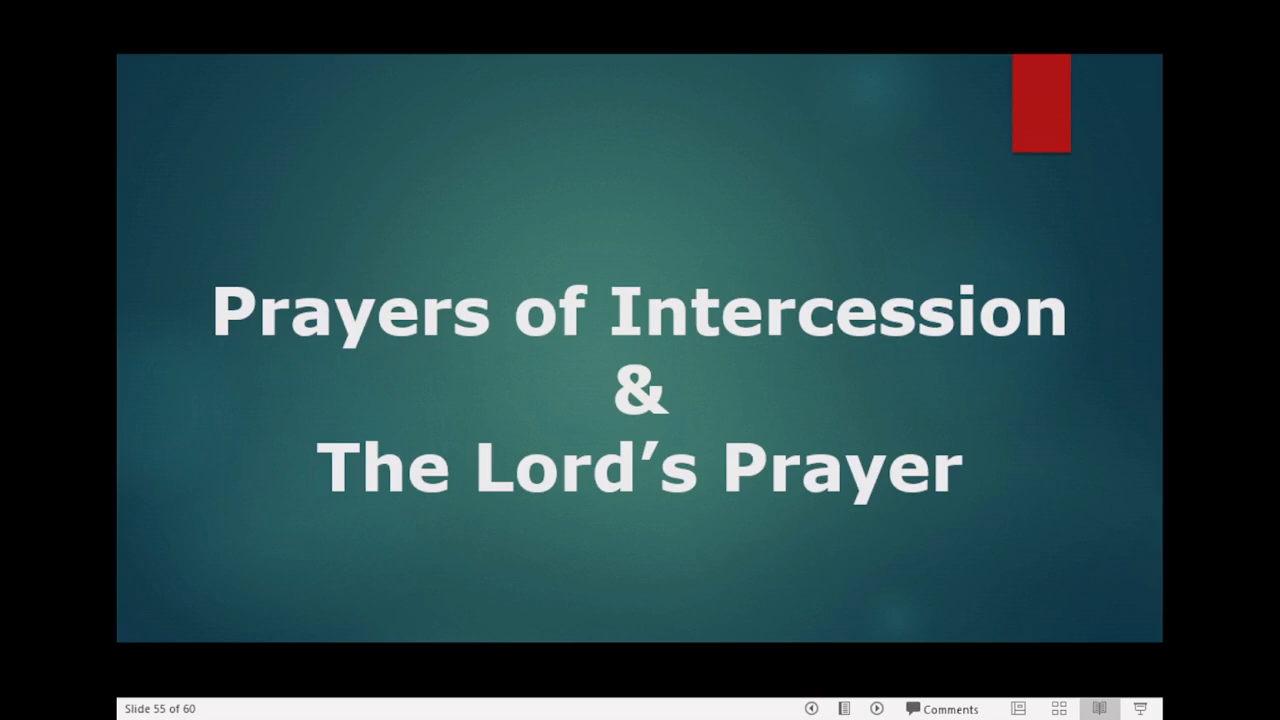 Prayers of Intercession
&
The Lord’s Prayer
Slide 55 of 60
Comments